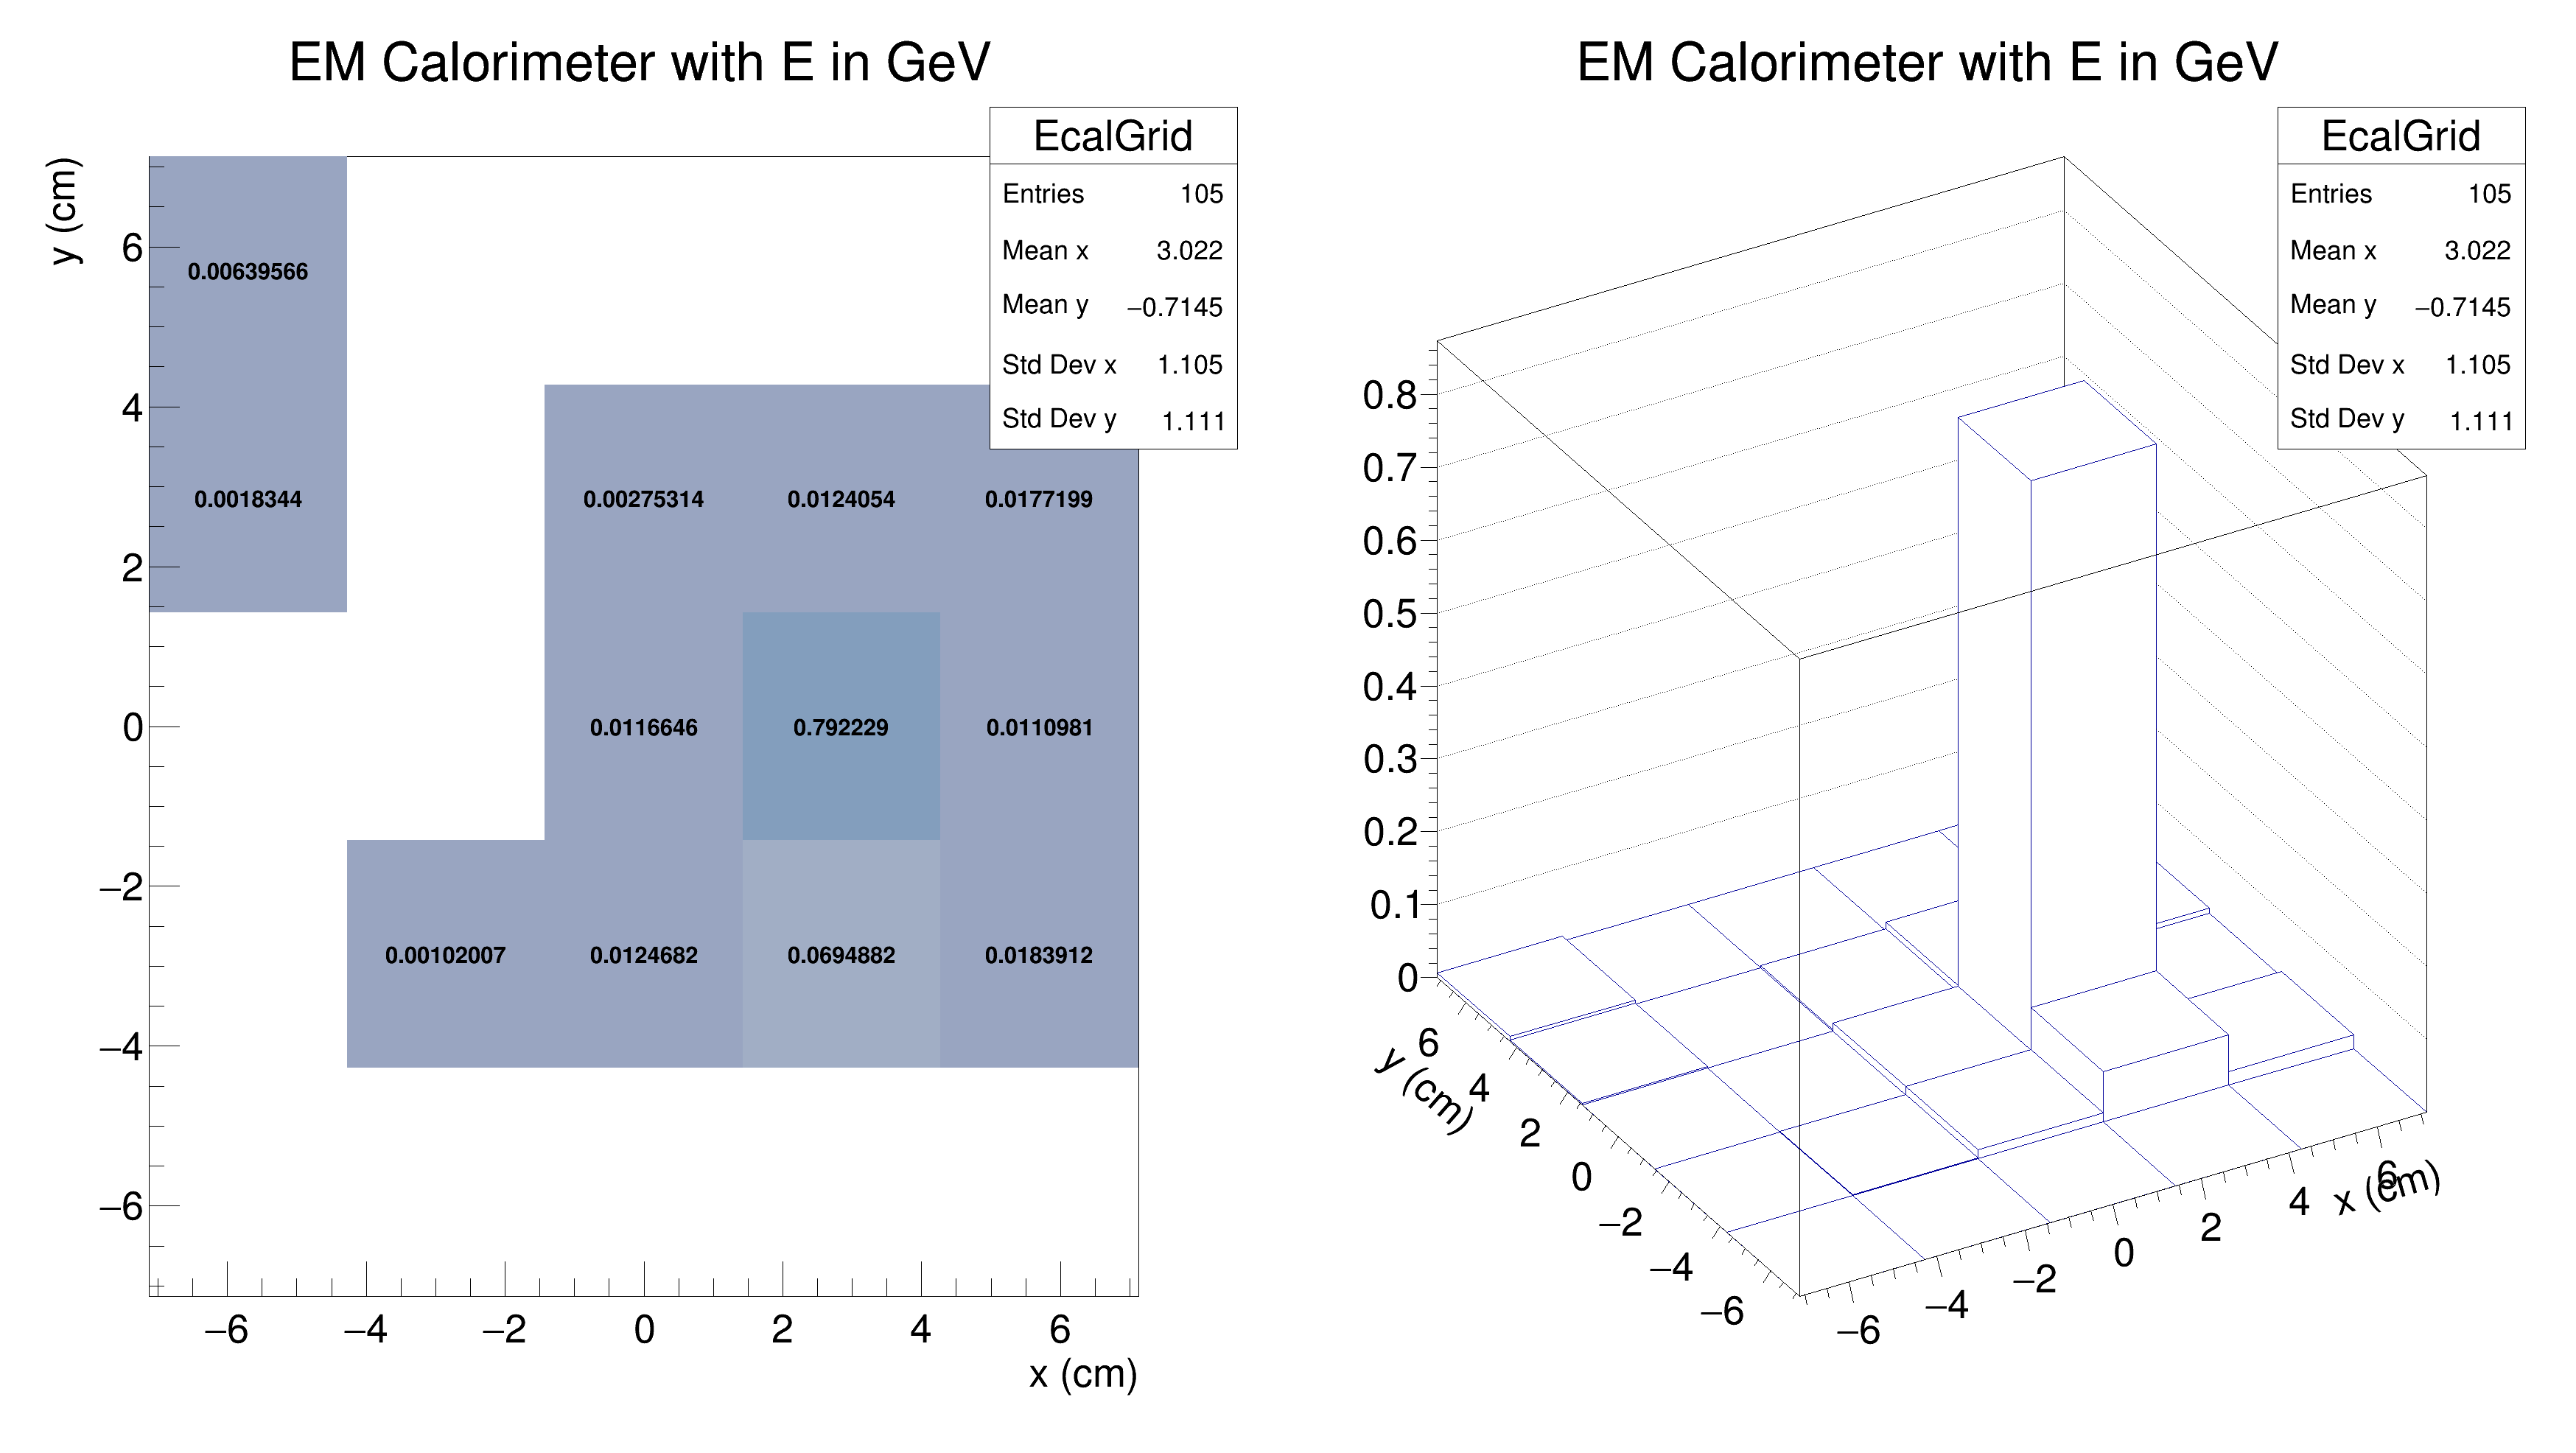 EM Calorimeter with E in GeV
EcalGrid
Entries 105
Mean x 3.022
Mean y −0.7145
Std Dev x 1.105
Std Dev y 1.111
y (cm)
6
4
2
0
−2
−4
−6
0.00639566
0.0018344 0.00275314 0.0124054 0.0177199
0.0116646 0.792229 0.0110981
0.00102007 0.0124682 0.0694882 0.0183912
−6 −4 −2 0 2 4 6
x (cm)
EM Calorimeter with E in GeV
EcalGrid
Entries 105
Mean x 3.022
Mean y −0.7145
Std Dev x 1.105
Std Dev y 1.111
0.8
0.7
0.6
0.5
0.4
0.3
0.2
0.1
0
y (cm)
6
4
2
0
−2
−4
−6
−6 −4 −2 0 2 4 6
x (cm)